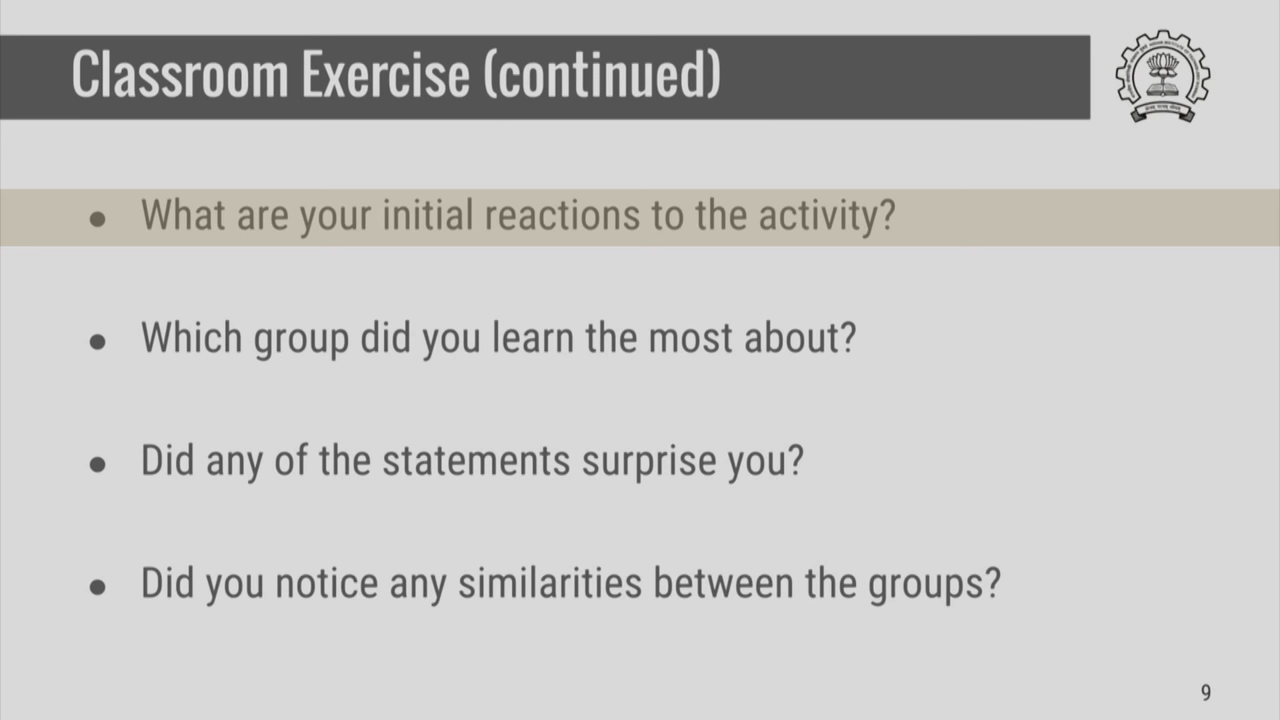 Classroom Exercise (continued)
● What are your initial reactions to the activity?
● Which group did you learn the most about?
● Did any of the statements surprise you?
● Did you notice any similarities between the groups?
9